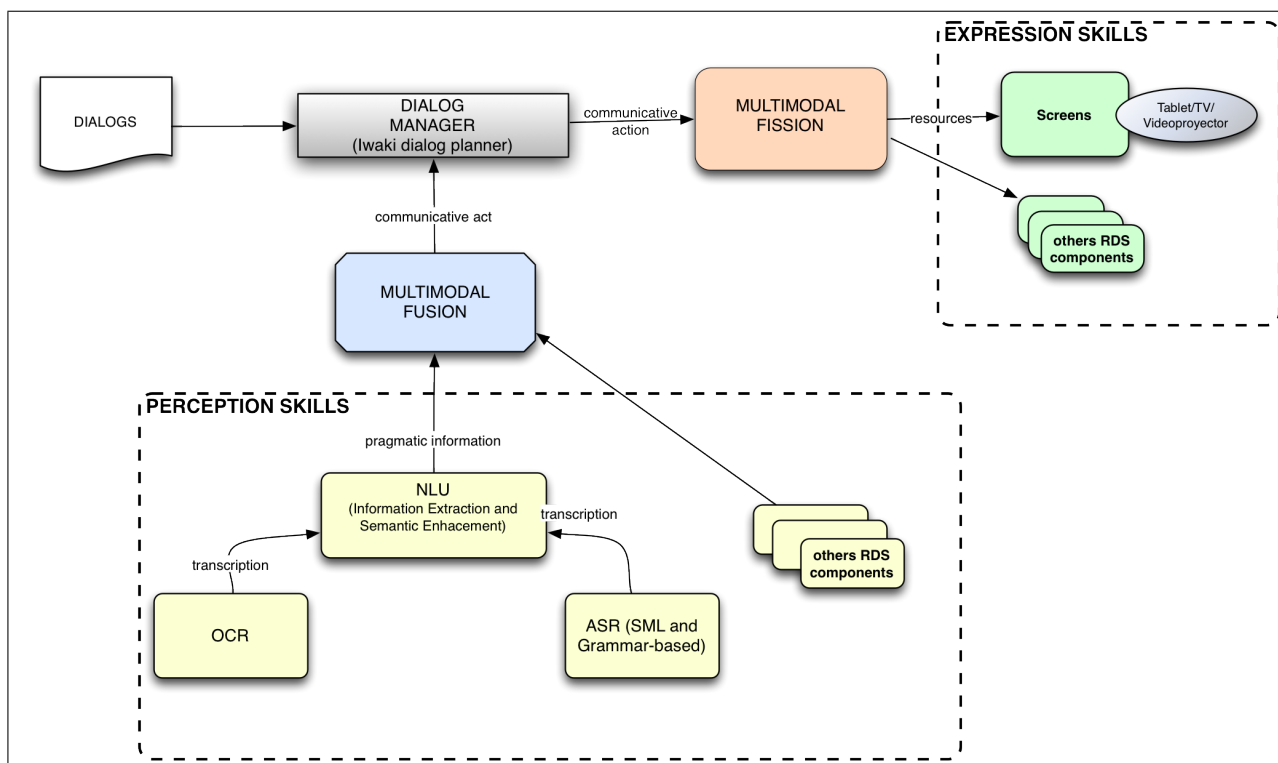 EXPRESSION SKILLS
DIALOGS
DIALOG
MANAGER
(Iwaki dialog planner)
communicative
action
MULTIMODAL
FISSION
resources
Screens
Tablet/TV/
Videoproyector
others RDS
components
communicative act
MULTIMODAL
FUSION
PERCEPTION SKILLS
pragmatic information
NLU
(Information Extraction and
Semantic Enhacement)
transcription
transcription
others RDS
components
OCR
ASR (SML and
Grammar-based)